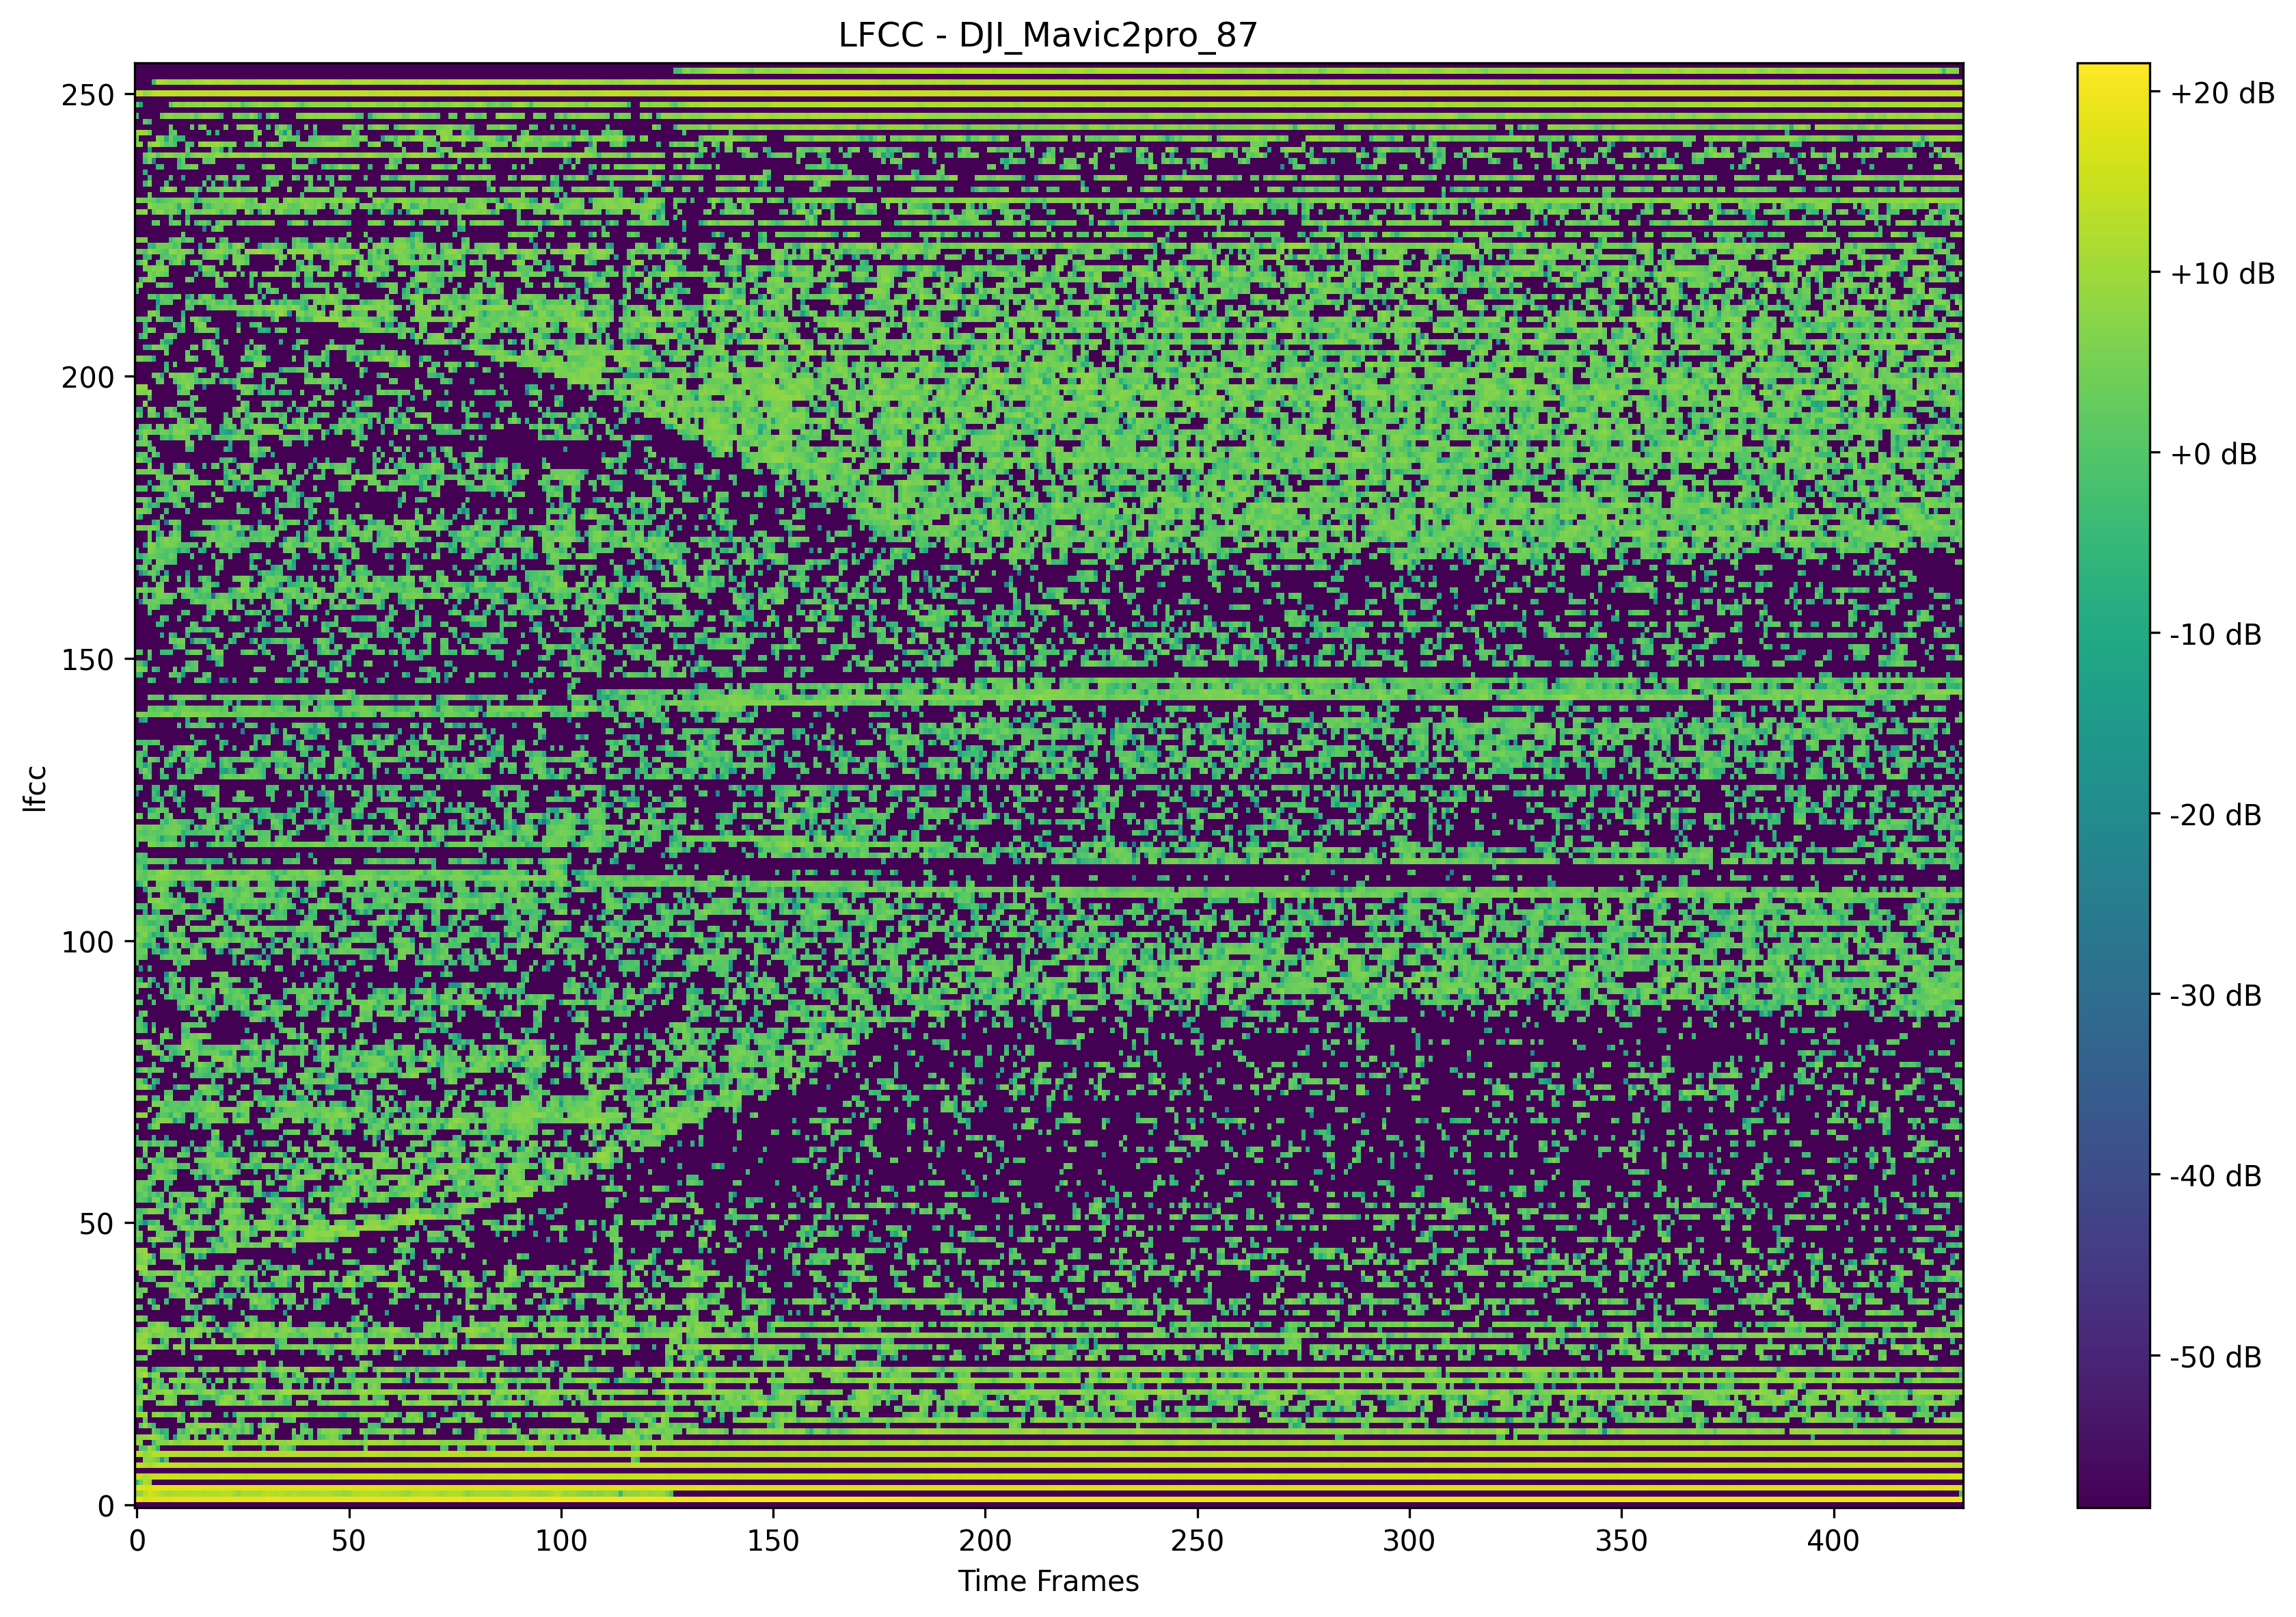 LFCC - DJI_Mavic2pro_87
250
200
150
100
50
0
lfcc
0 50 100 150 200 250 300 350 400
Time Frames
+20 dB
+10 dB
+0 dB
-10 dB
-20 dB
-30 dB
-40 dB
-50 dB